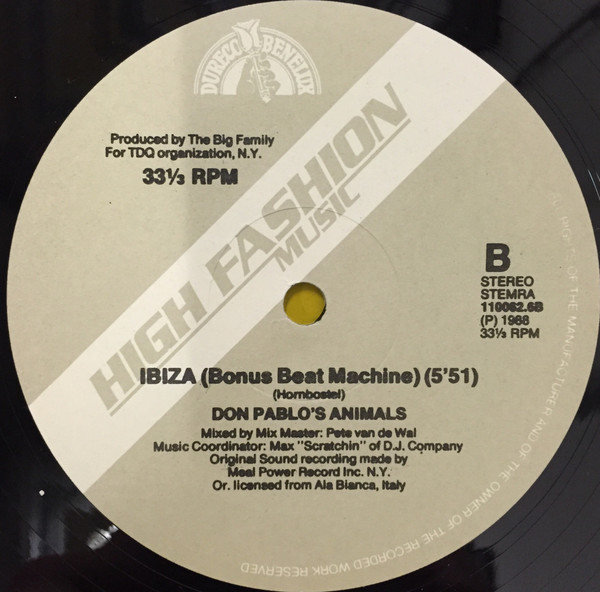 DURECO BENELUX
Produced by The Big Family
For TDQ organization, N.Y.
33⅓ RPM
HIGH FASHION
MUSIC
B
STEREO
STEMRA
110062.6B
(P) 1988
33⅓ RPM
IBIZA (Bonus Beat Machine) (5'51)
(Hornbostel)
DON PABLO'S ANIMALS
Mixed by Mix Master: Pete van de Wal
Music Coordinator: Max "Scratchin" of D.J. Company
Original Sound recording made by
Meal Power Record Inc. N.Y.
Or. licensed from Ala Bianca, Italy
ALL RIGHTS OF THE MANUFACTURER AND OF THE OWNER OF THE RECORDED WORK RESERVED